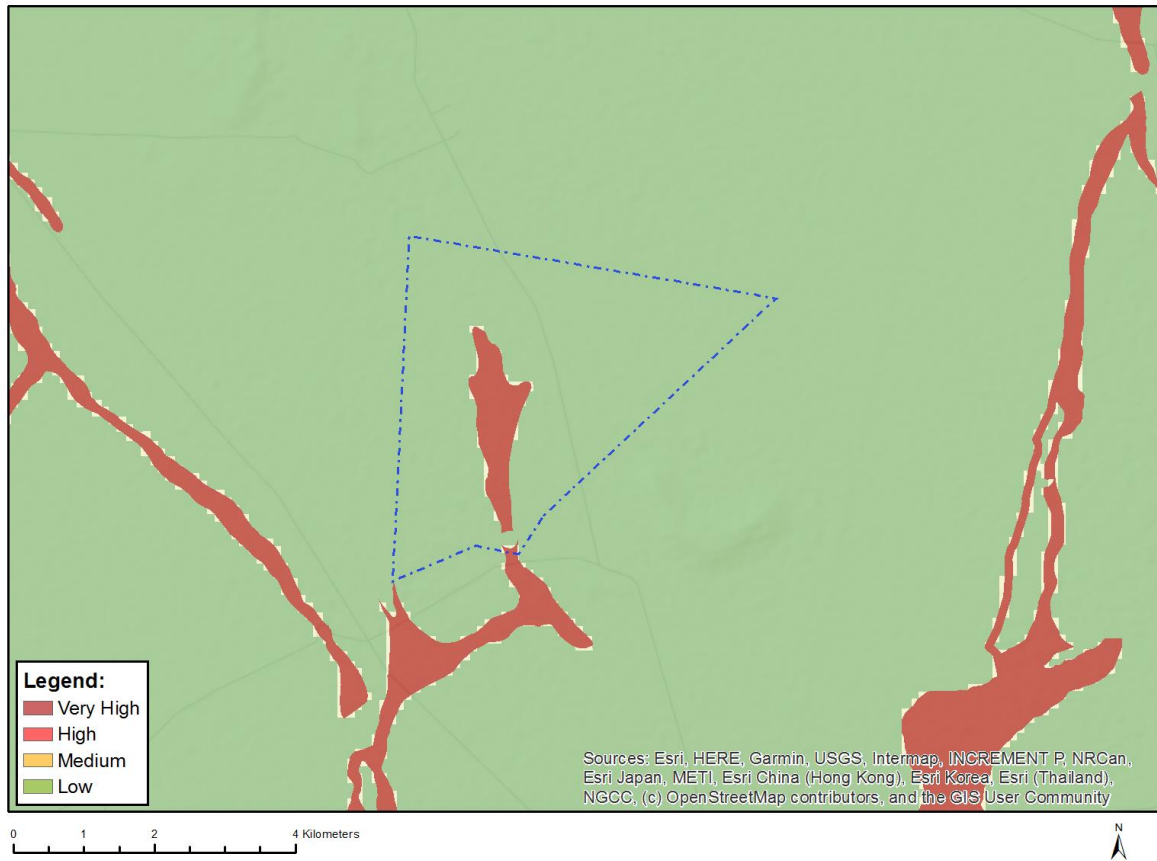 Legend:
Very High
High
Medium
Low
Sources: Esri, HERE, Garmin, USGS, Intermap, INCREMENT P, NRCan,
Esri Japan, METI, Esri China (Hong Kong), Esri Korea, Esri (Thailand),
NGCC, (c) OpenStreetMap contributors, and the GIS User Community
0 1 2 4 Kilometers
N